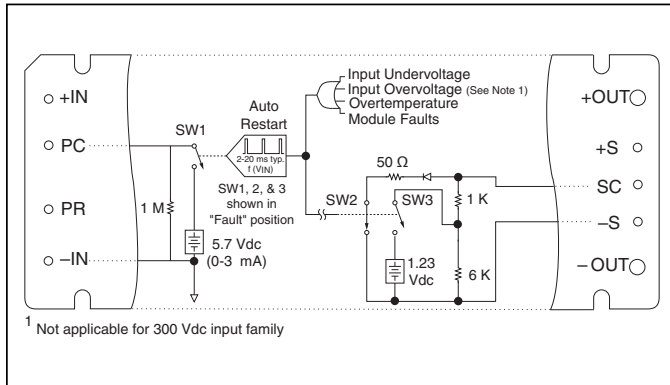 +IN
PC
PR
–IN
1 M
SW1
5.7 Vdc
(0-3 mA)
Auto
Restart
2-20 ms typ.
f (VIN)
SW1, 2, & 3
shown in
"Fault" position
Input Undervoltage
Input Overvoltage (See Note 1)
Overtemperature
Module Faults
50 Ω
SW2
SW3
1 K
1.23
Vdc
6 K
+OUT
+S
SC
–S
–OUT
1 Not applicable for 300 Vdc input family